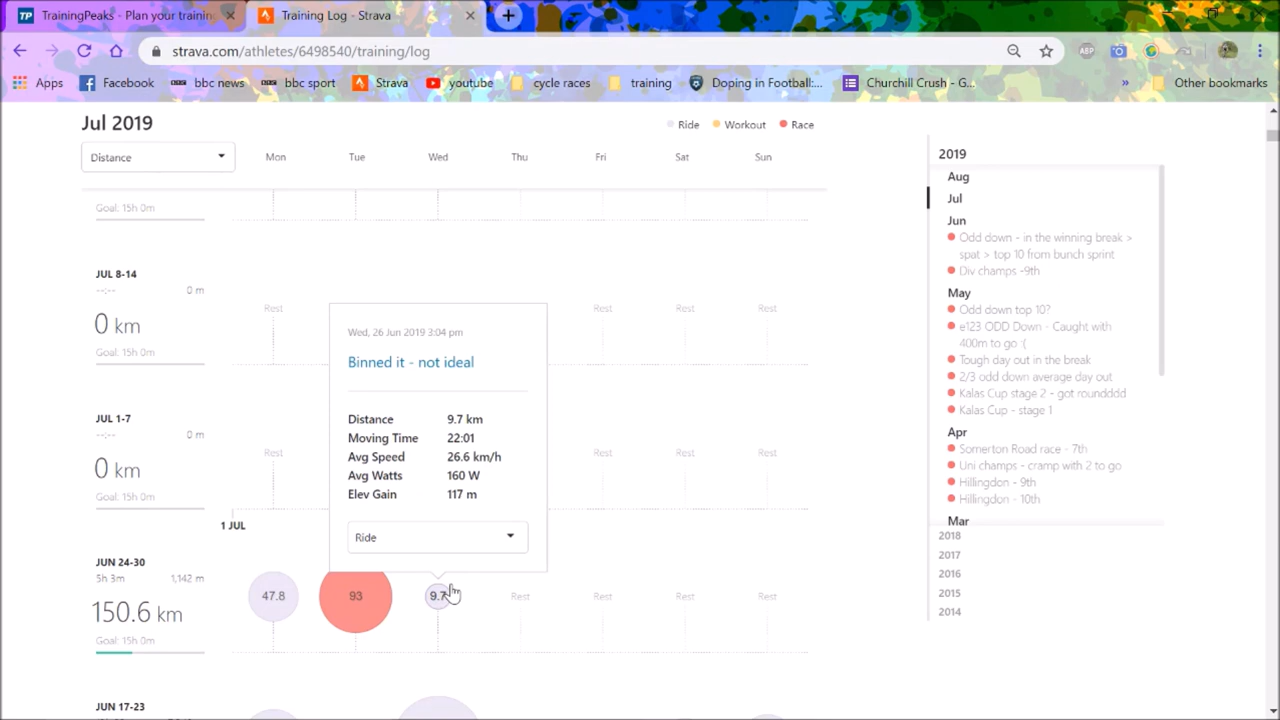 TrainingPeaks - Plan your trainin
Training Log - Strava
strava.com/athletes/6498540/training/log
ABP
Apps
Facebook
bbc news
bbc sport
Strava
youtube
cycle races
training
Doping in Football:...
Churchill Crush - G...
»
Other bookmarks
Jul 2019
Ride
Workout
Race
Distance
Mon
Tue
Wed
Thu
Fri
Sat
Sun
Goal: 15h 0m
JUL 8-14
--:-- 0 m
0 km
Goal: 15h 0m
Rest
Rest
Rest
Rest
JUL 1-7
--:-- 0 m
0 km
Goal: 15h 0m
Rest
Rest
Rest
Rest
1 JUL
JUN 24-30
5h 3m 1,142 m
150.6 km
Goal: 15h 0m
47.8
93
9.7
Rest
Rest
Rest
Rest
JUN 17-23
Wed, 26 Jun 2019 3:04 pm
Binned it - not ideal
Distance 9.7 km
Moving Time 22:01
Avg Speed 26.6 km/h
Avg Watts 160 W
Elev Gain 117 m
Ride
2019
Aug
Jul
Jun
Odd down - in the winning break >
spat > top 10 from bunch sprint
Div champs -9th
May
Odd down top 10?
e123 ODD Down - Caught with
400m to go :(
Tough day out in the break
2/3 odd down average day out
Kalas Cup stage 2 - got roundddd
Kalas Cup - stage 1
Apr
Somerton Road race - 7th
Uni champs - cramp with 2 to go
Hillingdon - 9th
Hillingdon - 10th
Mar
2018
2017
2016
2015
2014